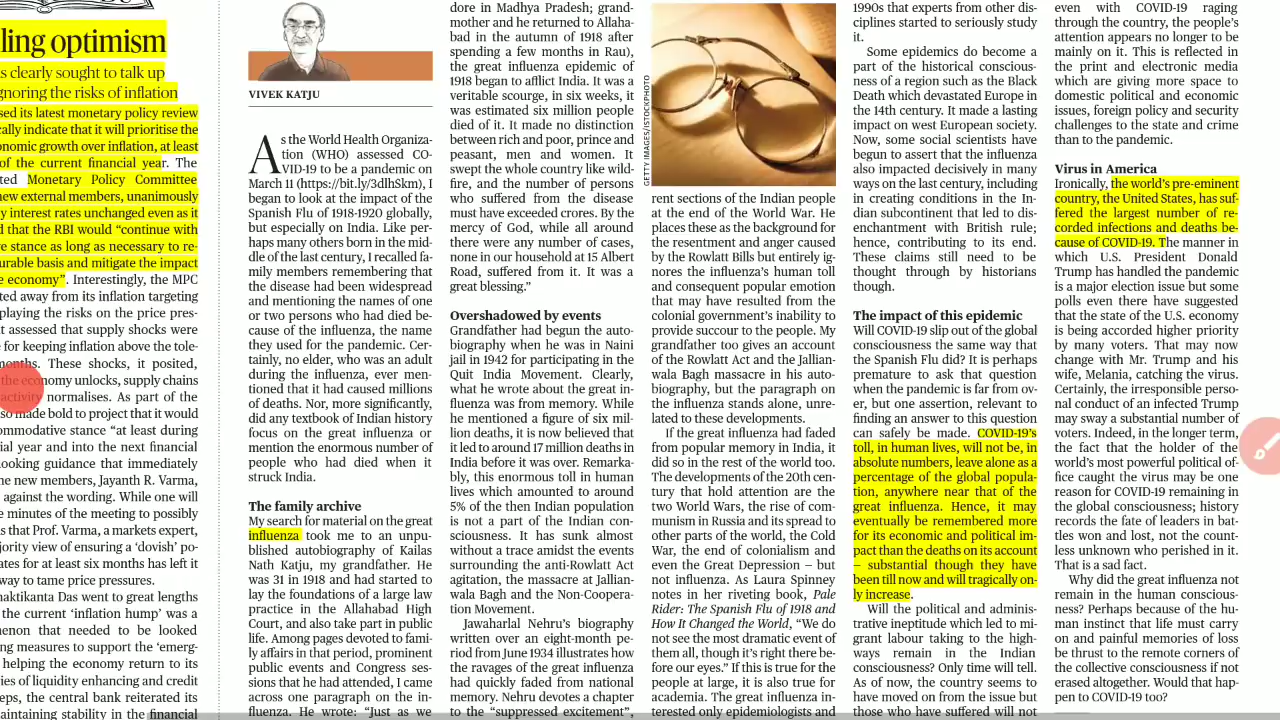 ling optimism
s clearly sought to talk up
gnoring the risks of inflation
sed its latest monetary policy review
cally indicate that it will prioritise the
onomic growth over inflation, at least
of the current financial year. The
ted Monetary Policy Committee
new external members, unanimously
y interest rates unchanged even as it
d that the RBI would “continue with
ve stance as long as necessary to re-
urable basis and mitigate the impact
e economy”. Interestingly, the MPC
ted away from its inflation targeting
playing the risks on the price pres-
t assessed that supply shocks were
e for keeping inflation above the tole-
months. These shocks, it posited,
the economy unlocks, supply chains
activity normalises. As part of the
so made bold to project that it would
ommodative stance “at least during
ial year and into the next financial
looking guidance that immediately
he new members, Jayanth R. Varma,
against the wording. While one will
e minutes of the meeting to possibly
s that Prof. Varma, a markets expert,
jority view of ensuring a ‘dovish’ po-
ates for at least six months has left it
way to tame price pressures.
haktikanta Das went to great lengths
the current ‘inflation hump’ was a
menon that needed to be looked
ng measures to support the ‘emerg-
helping the economy return to its
ies of liquidity enhancing and credit
eps, the central bank reiterated its
aintaining stability in the financial
VIVEK KATJU
As the World Health Organiza-
tion (WHO) assessed CO-
VID-19 to be a pandemic on
March 11 (https://bit.ly/3dlhSkm), I
began to look at the impact of the
Spanish Flu of 1918-1920 globally,
but especially on India. Like per-
haps many others born in the mid-
dle of the last century, I recalled fa-
mily members remembering that
the disease had been widespread
and mentioning the names of one
or two persons who had died be-
cause of the influenza, the name
they used for the pandemic. Cer-
tainly, no elder, who was an adult
during the influenza, ever men-
tioned that it had caused millions
of deaths. Nor, more significantly,
did any textbook of Indian history
focus on the great influenza or
mention the enormous number of
people who had died when it
struck India.
The family archive
My search for material on the great
influenza took me to an unpu-
blished autobiography of Kailas
Nath Katju, my grandfather. He
was 31 in 1918 and had started to
lay the foundations of a large law
practice in the Allahabad High
Court, and also take part in public
life. Among pages devoted to fami-
ly affairs in that period, prominent
public events and Congress ses-
sions that he had attended, I came
across one paragraph on the in-
fluenza. He wrote: “Just as we
dore in Madhya Pradesh; grand-
mother and he returned to Allaha-
bad in the autumn of 1918 after
spending a few months in Rau),
the great influenza epidemic of
1918 began to afflict India. It was a
veritable scourge, in six weeks, it
was estimated six million people
died of it. It made no distinction
between rich and poor, prince and
peasant, men and women. It
swept the whole country like wild-
fire, and the number of persons
who suffered from the disease
must have exceeded crores. By the
mercy of God, while all around
there were any number of cases,
none in our household at 15 Albert
Road, suffered from it. It was a
great blessing.”
Overshadowed by events
Grandfather had begun the auto-
biography when he was in Naini
jail in 1942 for participating in the
Quit India Movement. Clearly,
what he wrote about the great in-
fluenza was from memory. While
he mentioned a figure of six mil-
lion deaths, it is now believed that
it led to around 17 million deaths in
India before it was over. Remarka-
bly, this enormous toll in human
lives which amounted to around
5% of the then Indian population
is not a part of the Indian con-
sciousness. It has sunk almost
without a trace amidst the events
surrounding the anti-Rowlatt Act
agitation, the massacre at Jallian-
wala Bagh and the Non-Coopera-
tion Movement.
Jawaharlal Nehru’s biography
written over an eight-month pe-
riod from June 1934 illustrates how
the ravages of the great influenza
had quickly faded from national
memory. Nehru devotes a chapter
to the “suppressed excitement”,
GETTY IMAGES/ISTOCKPHOTO
rent sections of the Indian people
at the end of the World War. He
places these as the background for
the resentment and anger caused
by the Rowlatt Bills but entirely ig-
nores the influenza’s human toll
and consequent popular emotion
that may have resulted from the
colonial government’s inability to
provide succour to the people. My
grandfather too gives an account
of the Rowlatt Act and the Jallian-
wala Bagh massacre in his auto-
biography, but the paragraph on
the influenza stands alone, unre-
lated to these developments.
If the great influenza had faded
from popular memory in India, it
did so in the rest of the world too.
The developments of the 20th cen-
tury that hold attention are the
two World Wars, the rise of com-
munism in Russia and its spread to
other parts of the world, the Cold
War, the end of colonialism and
even the Great Depression – but
not influenza. As Laura Spinney
notes in her riveting book, Pale
Rider: The Spanish Flu of 1918 and
How It Changed the World, “We do
not see the most dramatic event of
them all, though it’s right there be-
fore our eyes.” If this is true for the
people at large, it is also true for
academia. The great influenza in-
terested only epidemiologists and
1990s that experts from other dis-
ciplines started to seriously study
it.
Some epidemics do become a
part of the historical conscious-
ness of a region such as the Black
Death which devastated Europe in
the 14th century. It made a lasting
impact on west European society.
Now, some social scientists have
begun to assert that the influenza
also impacted decisively in many
ways on the last century, including
in creating conditions in the In-
dian subcontinent that led to dis-
enchantment with British rule;
hence, contributing to its end.
These claims still need to be
thought through by historians
though.
The impact of this epidemic
Will COVID-19 slip out of the global
consciousness the same way that
the Spanish Flu did? It is perhaps
premature to ask that question
when the pandemic is far from ov-
er, but one assertion, relevant to
finding an answer to this question
can safely be made. COVID-19’s
toll, in human lives, will not be, in
absolute numbers, leave alone as a
percentage of the global popula-
tion, anywhere near that of the
great influenza. Hence, it may
eventually be remembered more
for its economic and political im-
pact than the deaths on its account
– substantial though they have
been till now and will tragically on-
ly increase.
Will the political and adminis-
trative ineptitude which led to mi-
grant labour taking to the high-
ways remain in the Indian
consciousness? Only time will tell.
As of now, the country seems to
have moved on from the issue but
those who have suffered will not
even with COVID-19 raging
through the country, the people’s
attention appears no longer to be
mainly on it. This is reflected in
the print and electronic media
which are giving more space to
domestic political and economic
issues, foreign policy and security
challenges to the state and crime
than to the pandemic.
Virus in America
Ironically, the world’s pre-eminent
country, the United States, has suf-
fered the largest number of re-
corded infections and deaths be-
cause of COVID-19. The manner in
which U.S. President Donald
Trump has handled the pandemic
is a major election issue but some
polls even there have suggested
that the state of the U.S. economy
is being accorded higher priority
by many voters. That may now
change with Mr. Trump and his
wife, Melania, catching the virus.
Certainly, the irresponsible perso-
nal conduct of an infected Trump
may sway a substantial number of
voters. Indeed, in the longer term,
the fact that the holder of the
world’s most powerful political of-
fice caught the virus may be one
reason for COVID-19 remaining in
the global consciousness; history
records the fate of leaders in bat-
tles won and lost, not the count-
less unknown who perished in it.
That is a sad fact.
Why did the great influenza not
remain in the human conscious-
ness? Perhaps because of the hu-
man instinct that life must carry
on and painful memories of loss
be thrust to the remote corners of
the collective consciousness if not
erased altogether. Would that hap-
pen to COVID-19 too?